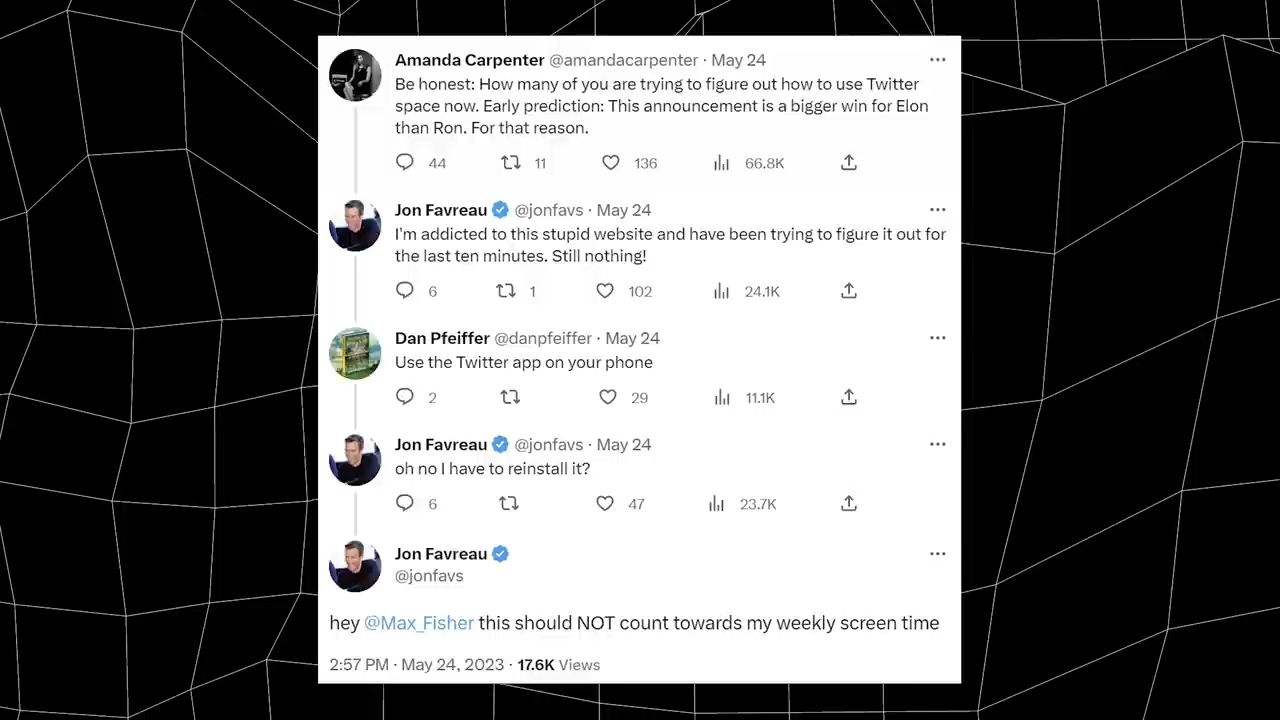 Amanda Carpenter @amandacarpenter · May 24
Be honest: How many of you are trying to figure out how to use Twitter
space now. Early prediction: This announcement is a bigger win for Elon
than Ron. For that reason.
44 11 136 66.8K
Jon Favreau @jonfavs · May 24
I'm addicted to this stupid website and have been trying to figure it out for
the last ten minutes. Still nothing!
6 1 102 24.1K
Dan Pfeiffer @danpfeiffer · May 24
Use the Twitter app on your phone
2 29 11.1K
Jon Favreau @jonfavs · May 24
oh no I have to reinstall it?
6 47 23.7K
Jon Favreau
@jonfavs
hey @Max_Fisher this should NOT count towards my weekly screen time
2:57 PM · May 24, 2023 · 17.6K Views